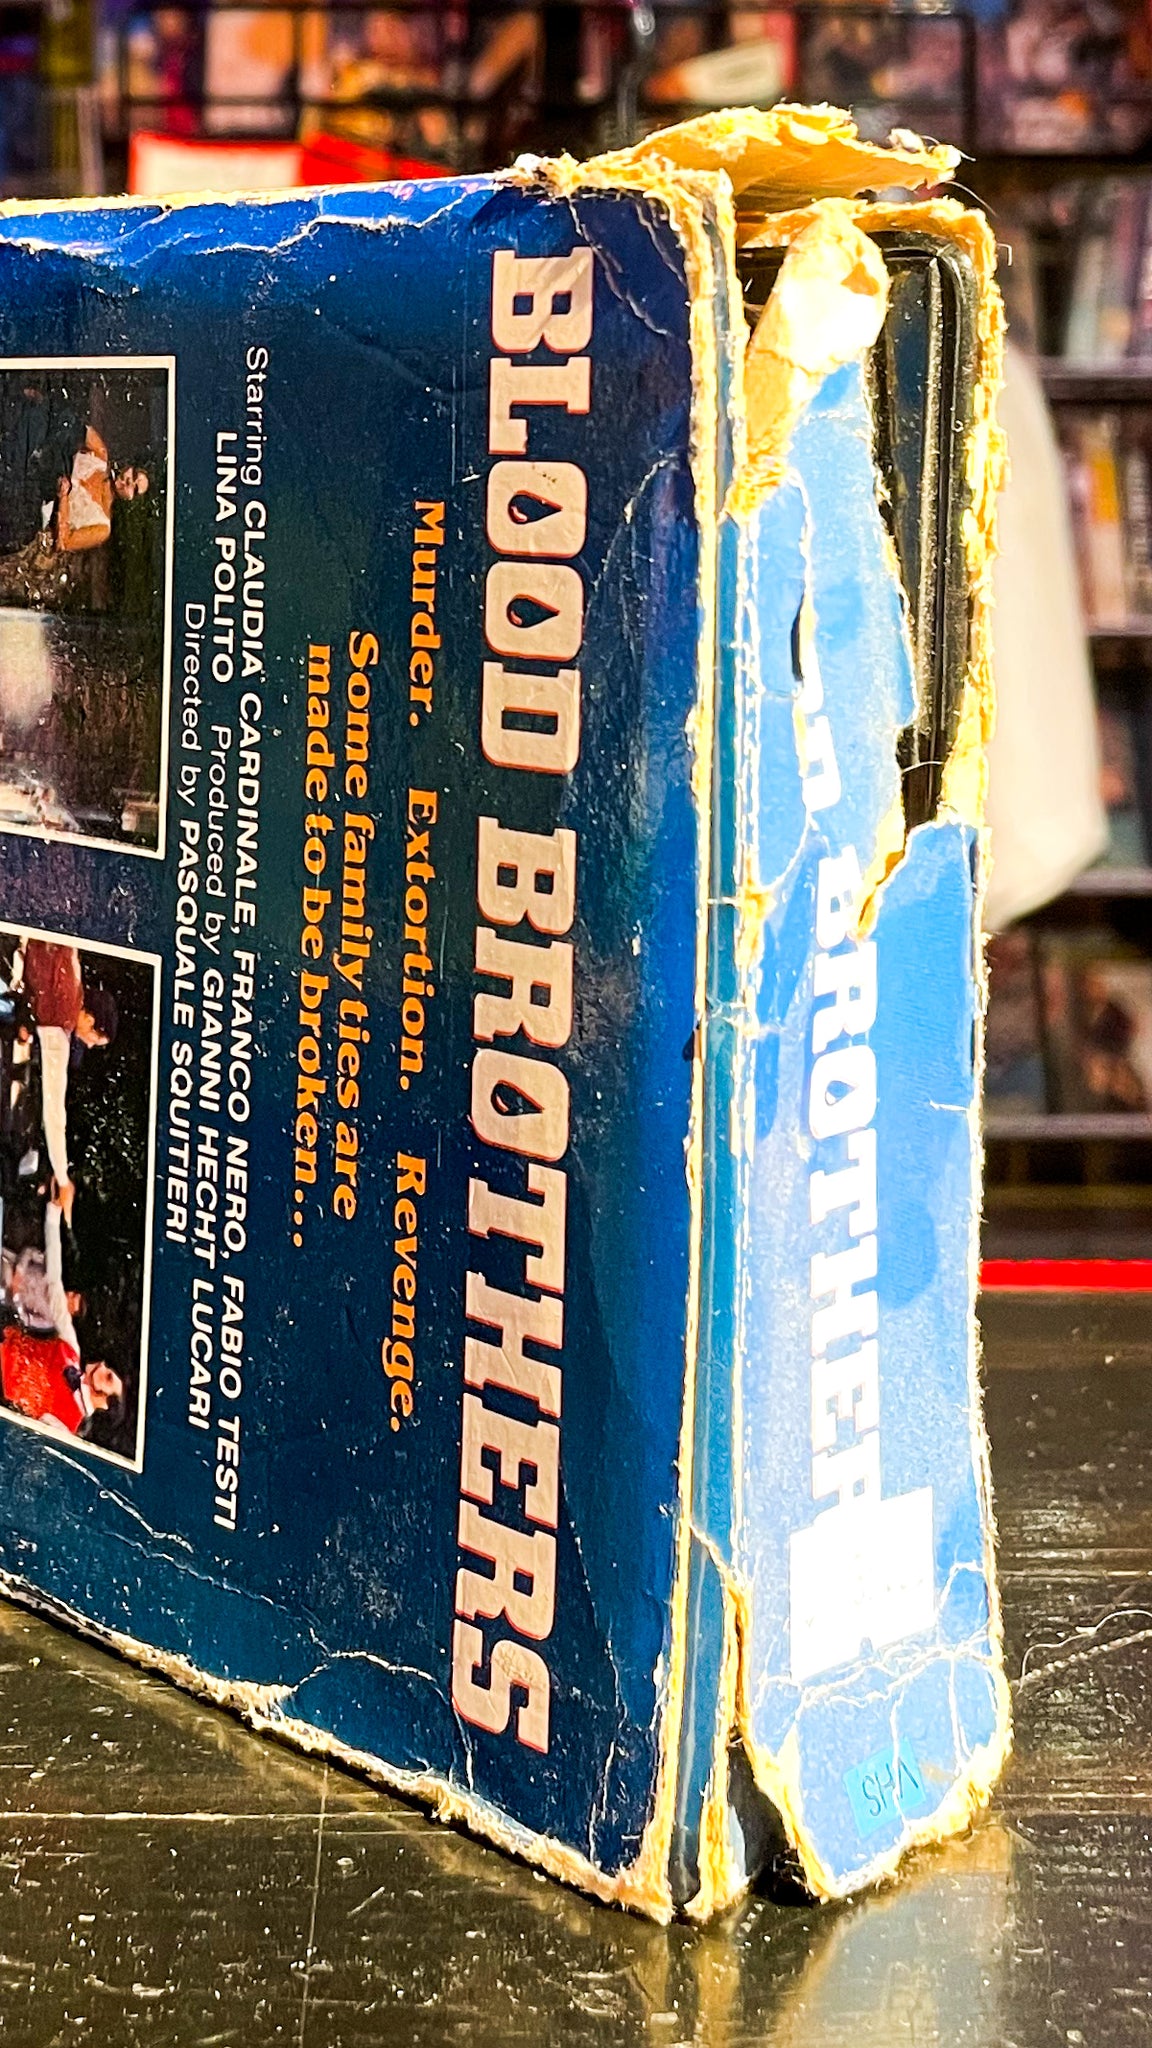 BLOOD BROTHERS
Murder. Extortion. Revenge.
Some family ties are
made to be broken...
Starring CLAUDIA CARDINALE, FRANCO NERO, FABIO TESTI
LINA POLITO Produced by GIANNI HECHT LUCARI
Directed by PASQUALE SQUITIERI
BROTHER
VHS